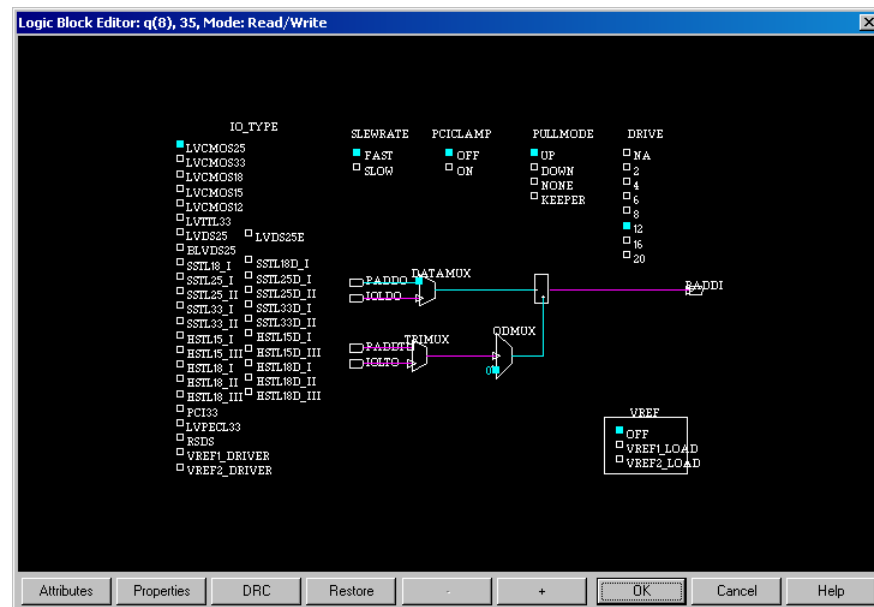 Logic Block Editor: q(8), 35, Mode: Read/Write
IO_TYPE
LVCMOS25
LVCMOS33
LVCMOS18
LVCMOS15
LVCMOS12
LVTTL33
LVDS25
LVDS25E
BLVDS25
SSTL18_I
SSTL18D_I
SSTL25_I
SSTL25D_I
SSTL25_II
SSTL25D_II
SSTL33_I
SSTL33D_I
SSTL33_II
SSTL33D_II
HSTL15_I
HSTL15D_I
HSTL15_III
HSTL15D_III
HSTL18_I
HSTL18D_I
HSTL18_II
HSTL18D_II
HSTL18_III
HSTL18D_III
PCI33
LVPECL33
RSDS
VREF1_DRIVER
VREF2_DRIVER
SLEWRATE
FAST
SLOW
PCICLAMP
OFF
ON
PULLMODE
UP
DOWN
NONE
KEEPER
DRIVE
NA
2
4
6
8
12
16
20
DATAMUX
PADDO
IOLDO
PADDI
TRIMUX
PADDT
IOLTO
ODMUX
0
VREF
OFF
VREF1_LOAD
VREF2_LOAD
Attributes Properties DRC Restore - + OK Cancel Help